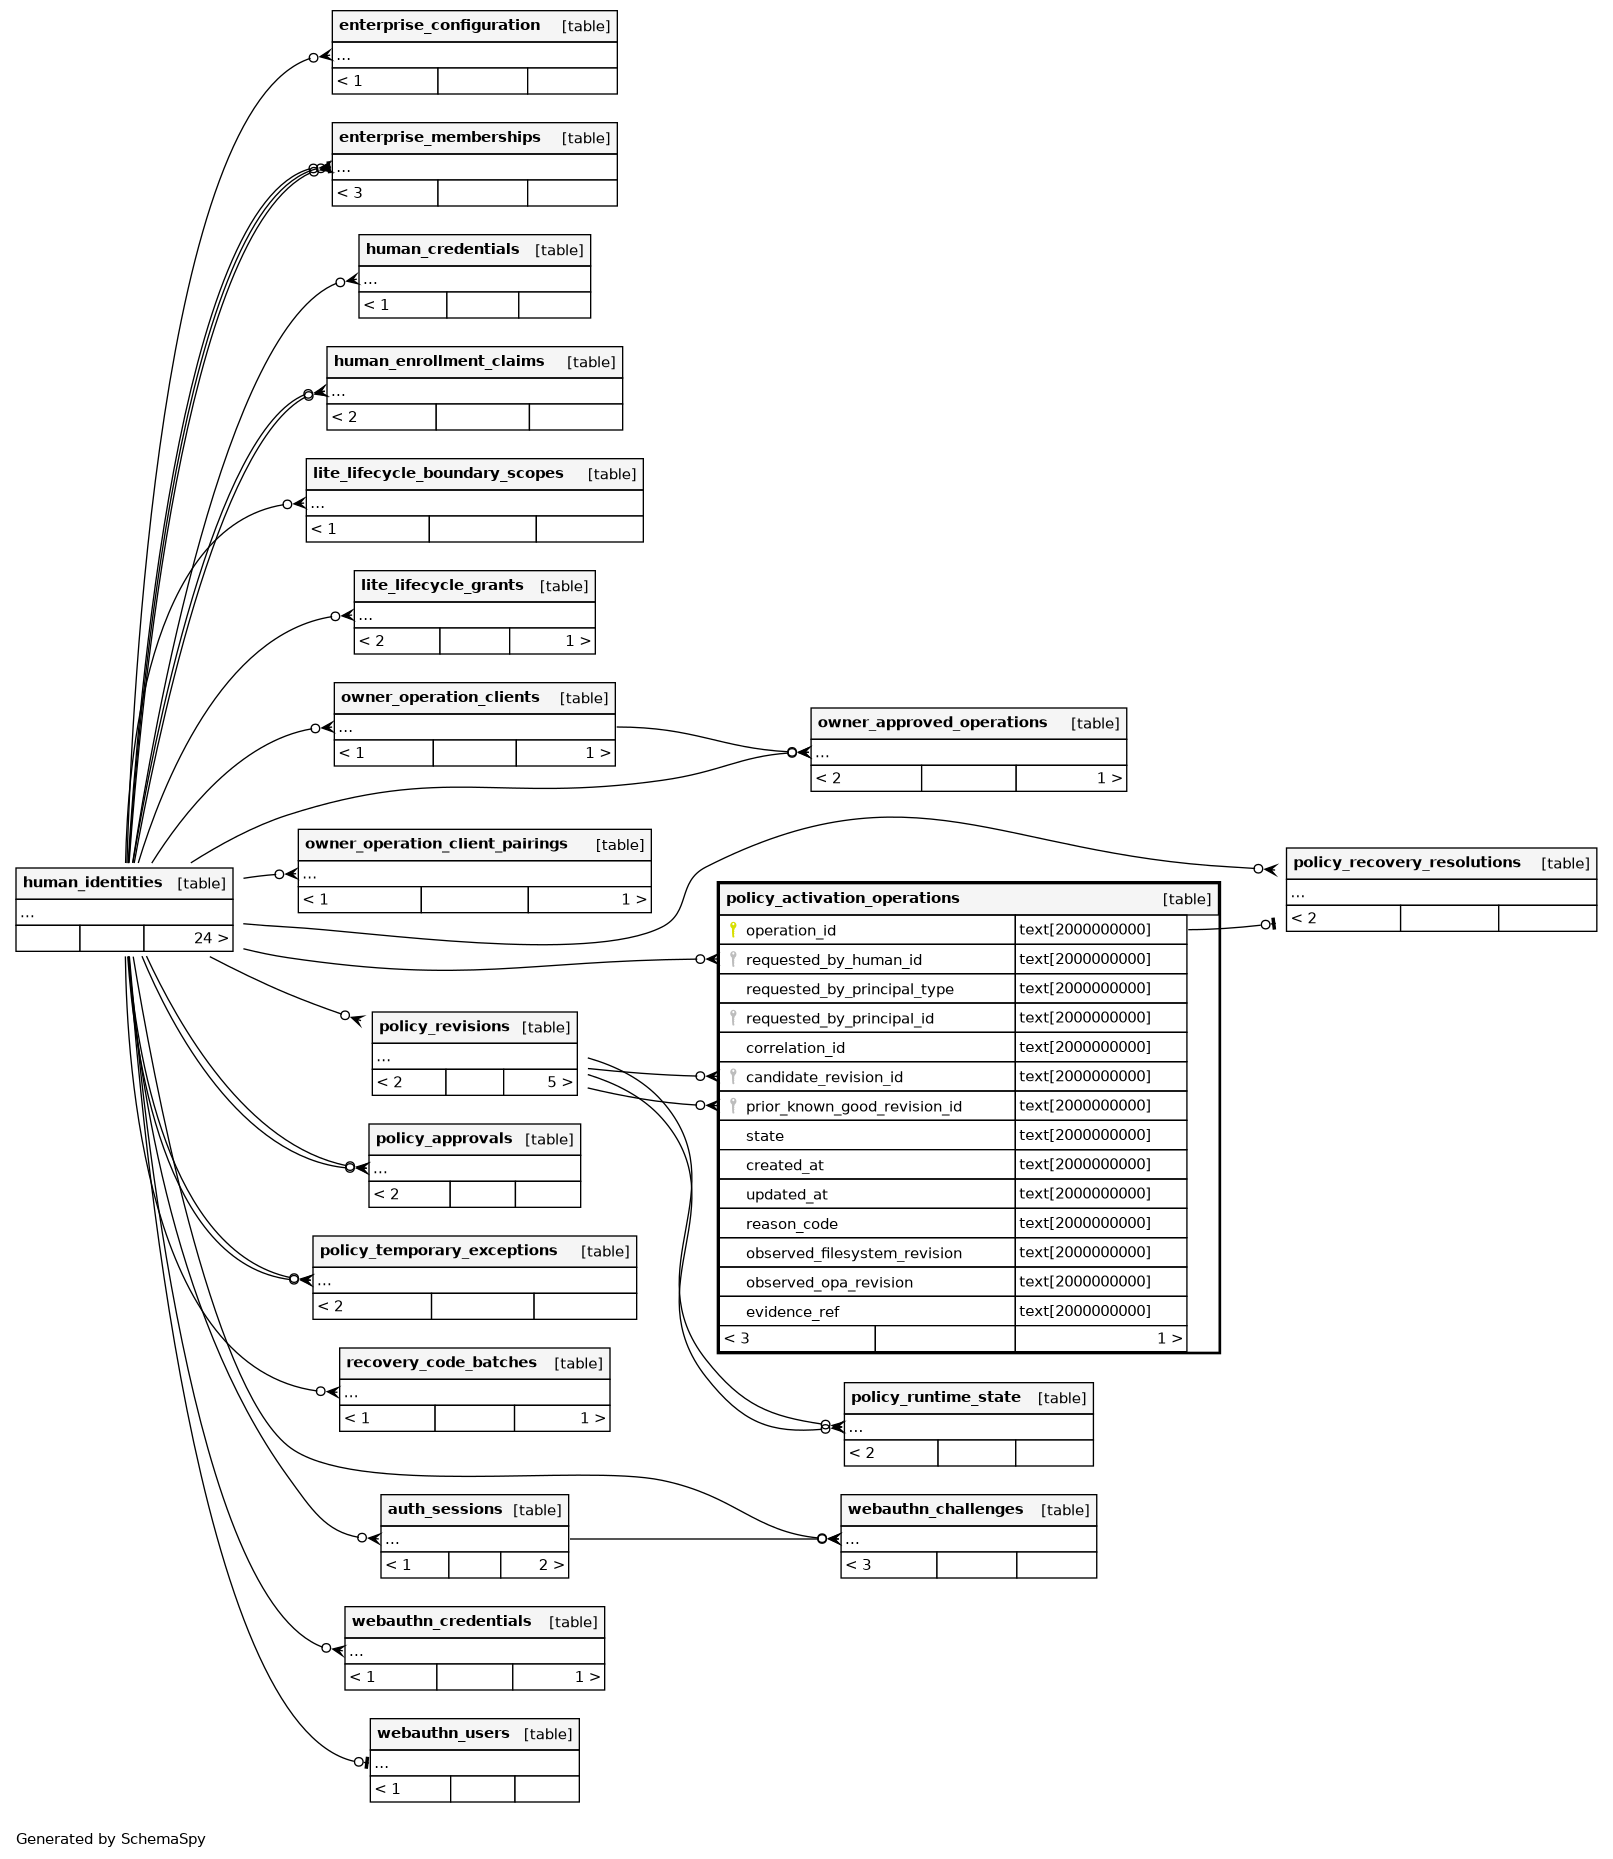 enterprise_configuration [table]
...
< 1
enterprise_memberships [table]
...
< 3
human_credentials [table]
...
< 1
human_enrollment_claims [table]
...
< 2
lite_lifecycle_boundary_scopes [table]
...
< 1
lite_lifecycle_grants [table]
...
< 2 1 >
owner_operation_clients [table]
...
< 1 1 >
owner_approved_operations [table]
...
< 2 1 >
owner_operation_client_pairings [table]
...
< 1 1 >
human_identities [table]
...
24 >
policy_recovery_resolutions [table]
...
< 2
policy_activation_operations [table]
operation_id text[2000000000]
requested_by_human_id text[2000000000]
requested_by_principal_type text[2000000000]
requested_by_principal_id text[2000000000]
correlation_id text[2000000000]
candidate_revision_id text[2000000000]
prior_known_good_revision_id text[2000000000]
state text[2000000000]
created_at text[2000000000]
updated_at text[2000000000]
reason_code text[2000000000]
observed_filesystem_revision text[2000000000]
observed_opa_revision text[2000000000]
evidence_ref text[2000000000]
< 3 1 >
policy_revisions [table]
...
< 2 5 >
policy_approvals [table]
...
< 2
policy_temporary_exceptions [table]
...
< 2
recovery_code_batches [table]
...
< 1 1 >
policy_runtime_state [table]
...
< 2
auth_sessions [table]
...
< 1 2 >
webauthn_challenges [table]
...
< 3
webauthn_credentials [table]
...
< 1 1 >
webauthn_users [table]
...
< 1
Generated by SchemaSpy